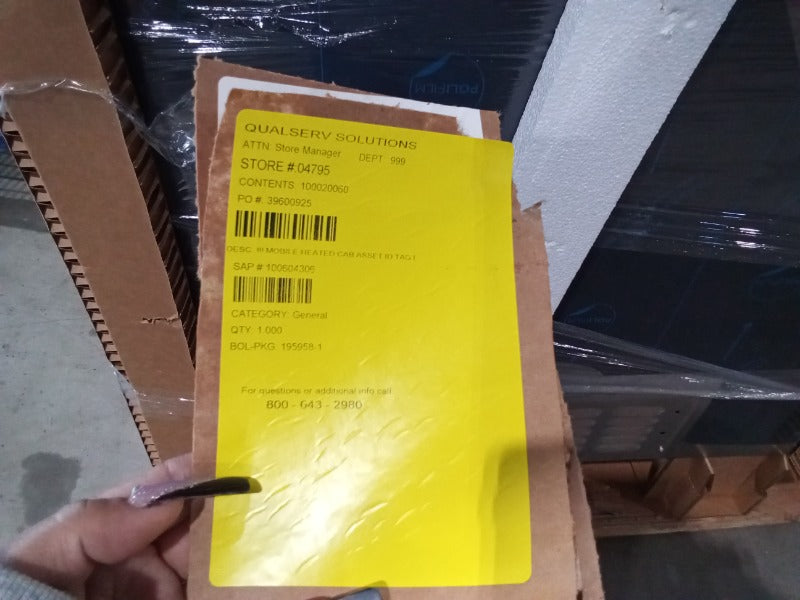 POLIFILM
QUALSERV SOLUTIONS
ATTN: Store Manager DEPT: 999
STORE #:04795
CONTENTS: 100020060
PO #: 39600925
DESC: !!! MOBILE HEATED CAB ASSET ID TAG !
SAP # 100604306
CATEGORY: General
QTY: 1.000
BOL-PKG: 195958-1
For questions or additional info call:
800 - 643 - 2980